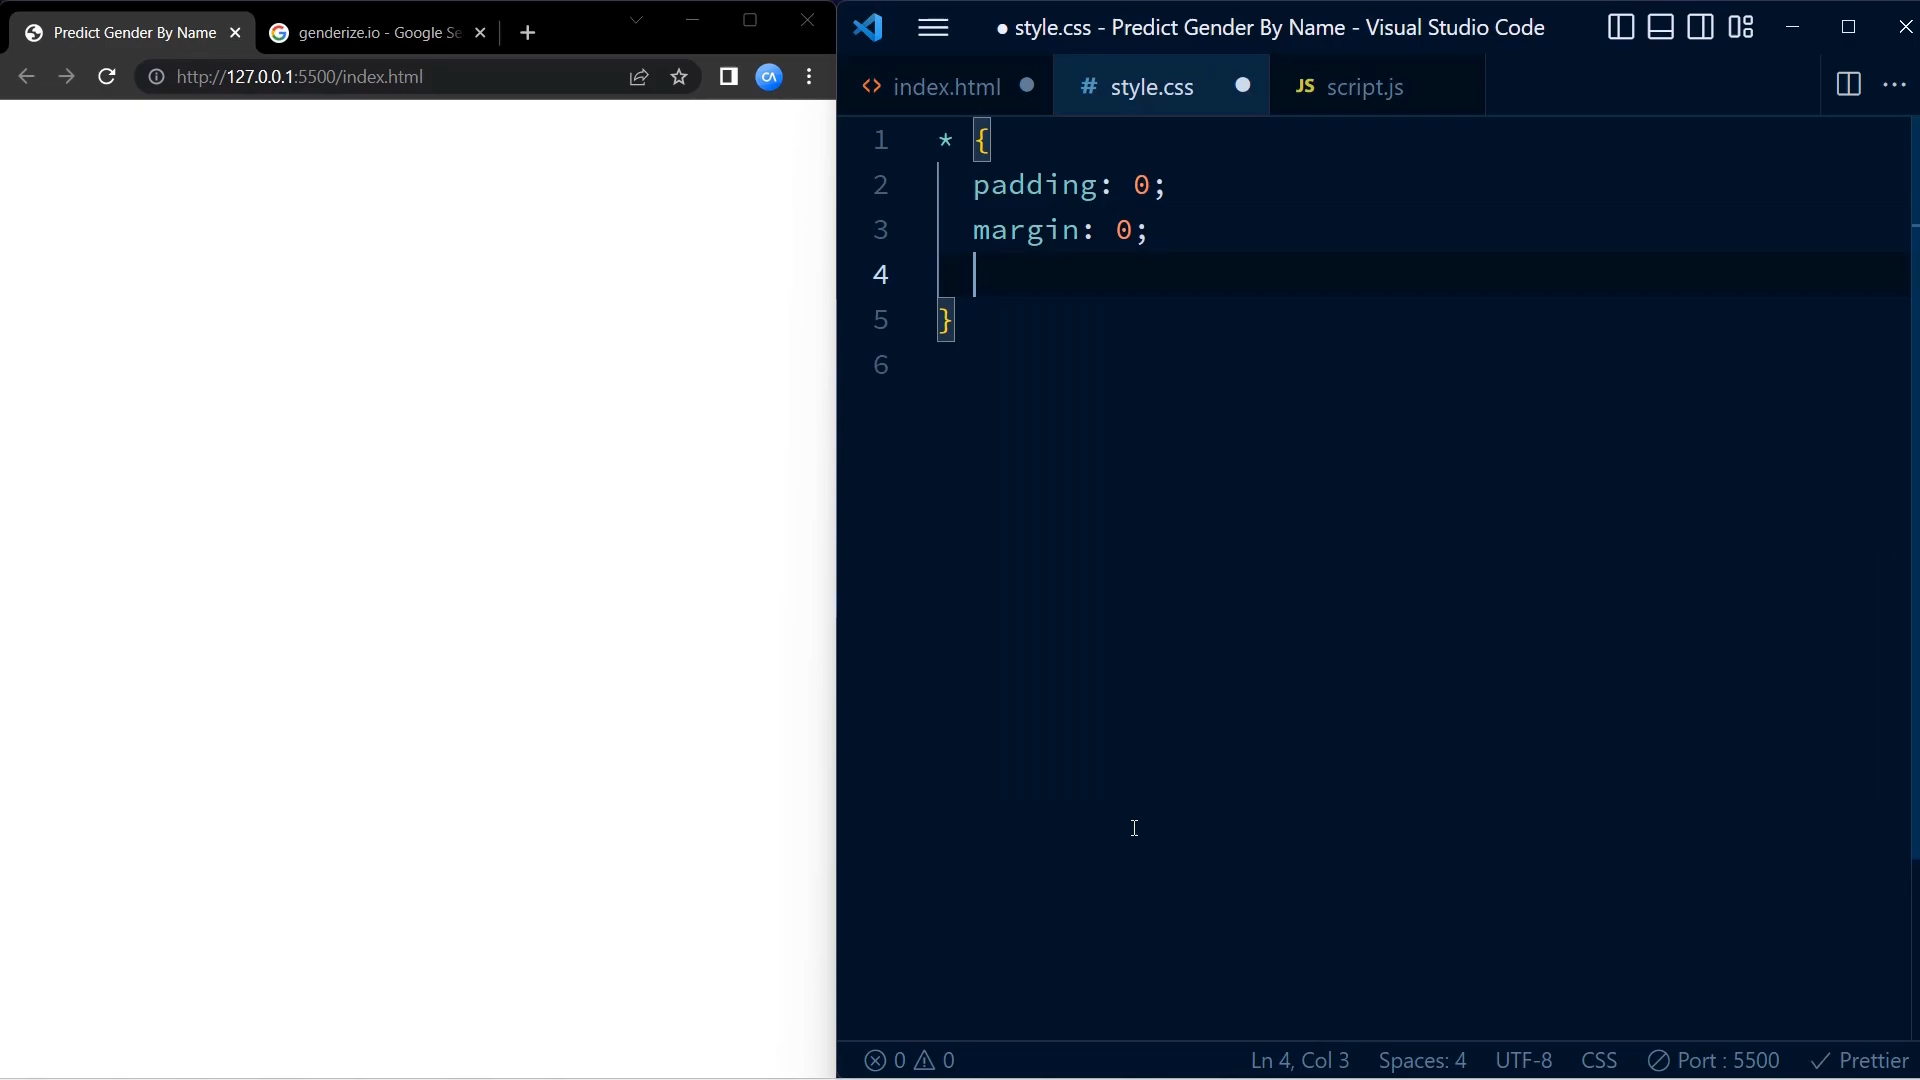 Predict Gender By Name
genderize.io - Google Se
http://127.0.0.1:5500/index.html
CA
● style.css - Predict Gender By Name - Visual Studio Code
<> index.html
# style.css
JS script.js
1 * {
2 padding: 0;
3 margin: 0;
4
5 }
6
0 0
Ln 4, Col 3 Spaces: 4 UTF-8 CSS Port : 5500 Prettier